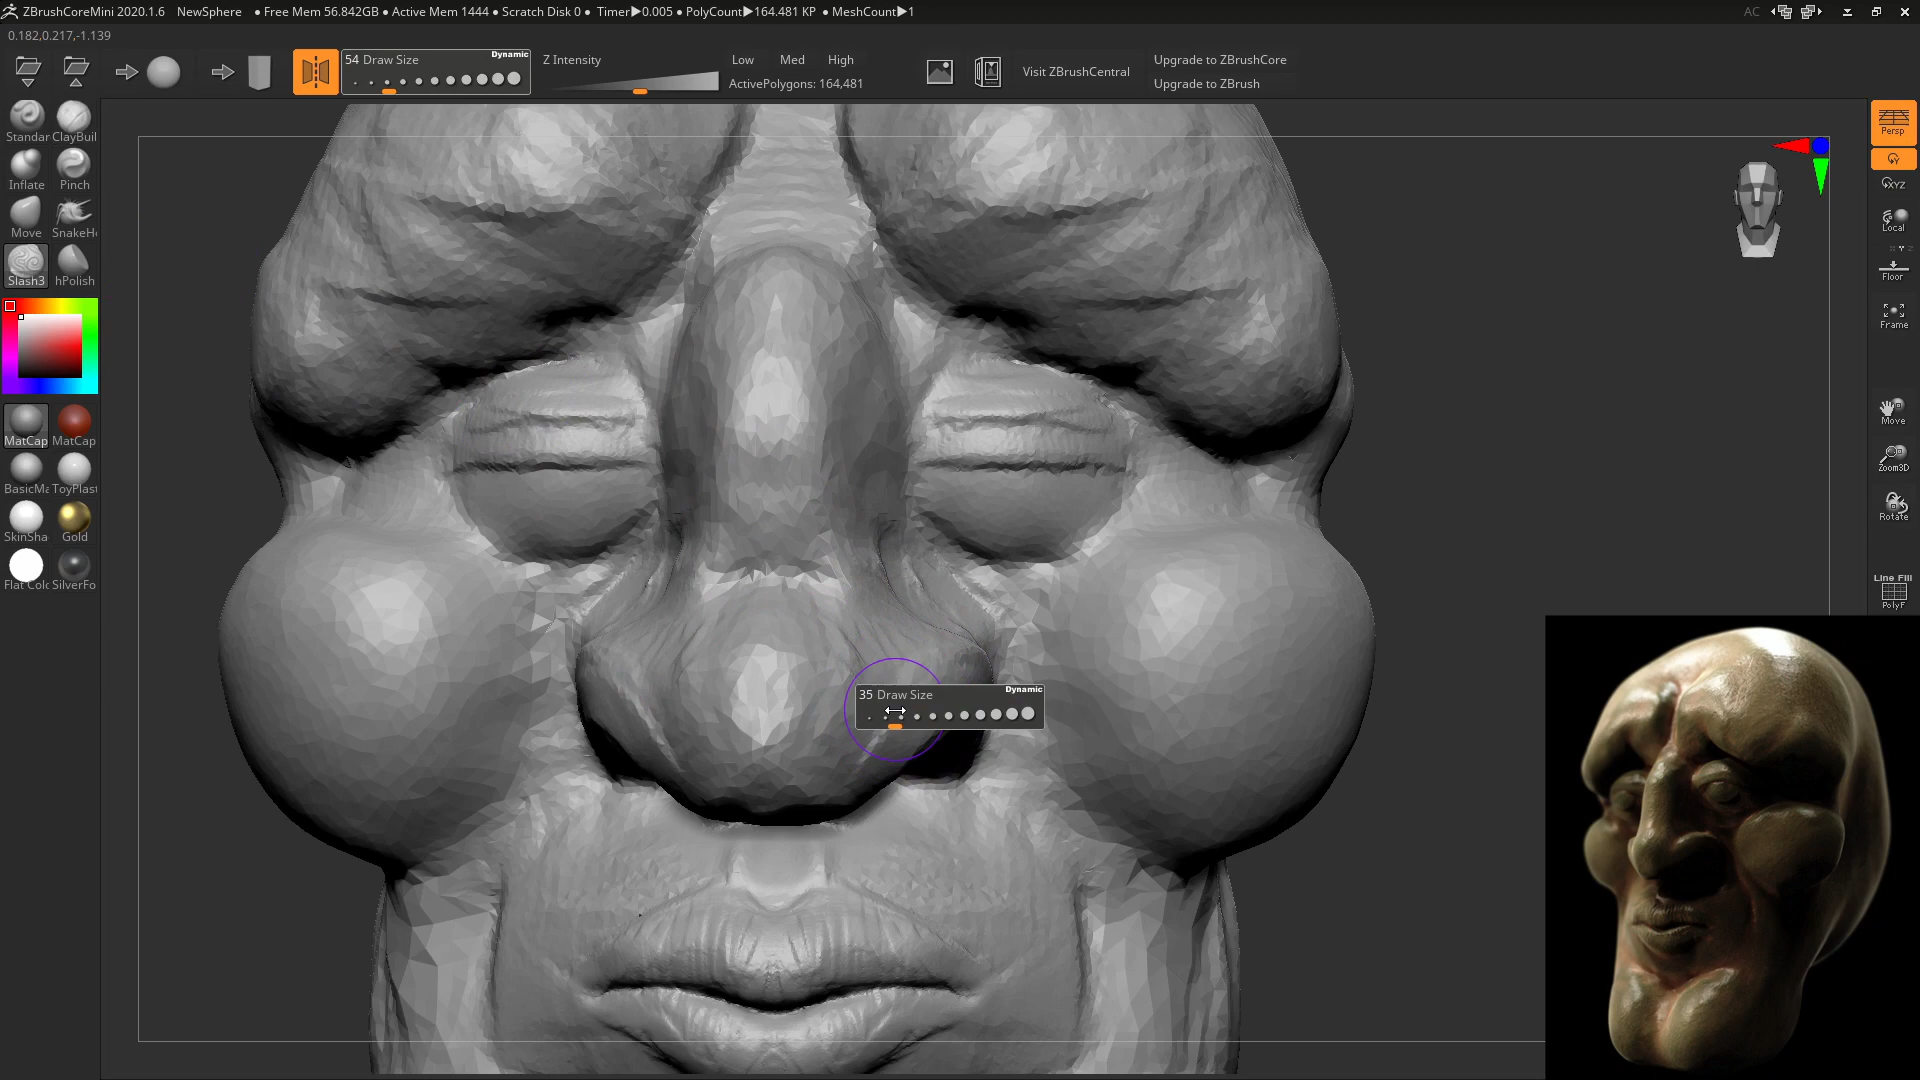 ZBrushCoreMini 2020.1.6 NewSphere • Free Mem 56.842GB • Active Mem 1444 • Scratch Disk 0 • Timer▶0.005 • PolyCount▶164.481 KP • MeshCount▶1 AC
0.182,0.217,-1.139
54 Draw Size Dynamic
Z Intensity
Low Med High
ActivePolygons: 164,481
Visit ZBrushCentral
Upgrade to ZBrushCore
Upgrade to ZBrush
Standar ClayBuil
Inflate Pinch
Move SnakeH
Slash3 hPolish
MatCap MatCap
BasicMa ToyPlast
SkinSha Gold
Flat Colo SilverFo
Persp
Y
XYZ
Local
Floor
Frame
Move
Zoom3D
Rotate
Line Fill
PolyF
35 Draw Size Dynamic